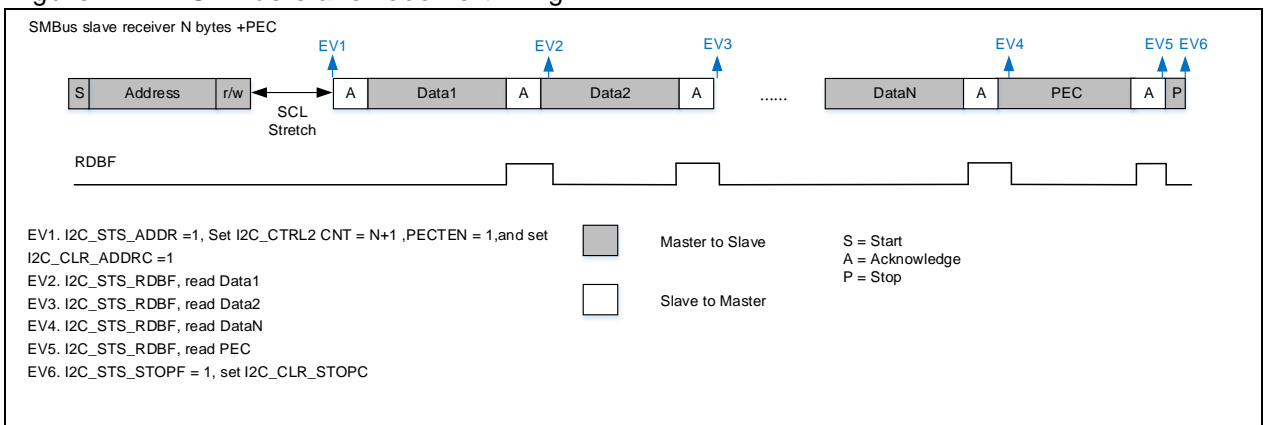 SMBus slave receiver N bytes +PEC
EV1 EV2 EV3 EV4 EV5 EV6
S Address r/w A Data1 A Data2 A ...... DataN A PEC A P
SCL
Stretch
RDBF
EV1. I2C_STS_ADDR =1, Set I2C_CTRL2 CNT = N+1 ,PECTEN = 1,and set
I2C_CLR_ADDRC =1
EV2. I2C_STS_RDBF, read Data1
EV3. I2C_STS_RDBF, read Data2
EV4. I2C_STS_RDBF, read DataN
EV5. I2C_STS_RDBF, read PEC
EV6. I2C_STS_STOPF = 1, set I2C_CLR_STOPC
Master to Slave
Slave to Master
S = Start
A = Acknowledge
P = Stop